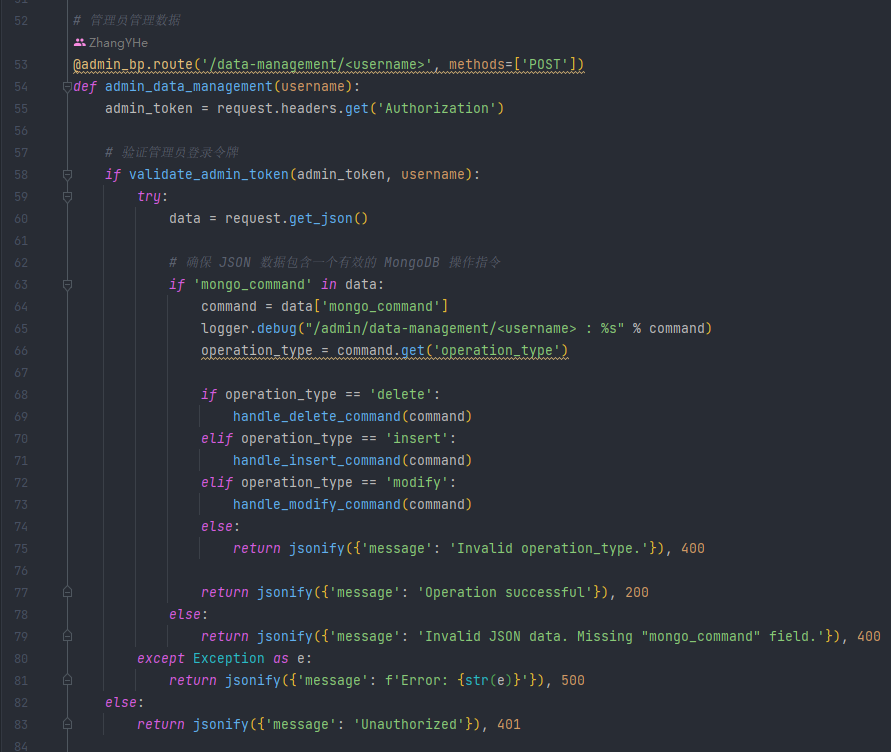 52 # 管理员管理数据
ZhangYHe
53 @admin_bp.route('/data-management/<username>', methods=['POST'])
54 def admin_data_management(username):
55     admin_token = request.headers.get('Authorization')
56
57     # 验证管理员登录令牌
58     if validate_admin_token(admin_token, username):
59         try:
60             data = request.get_json()
61
62             # 确保 JSON 数据包含一个有效的 MongoDB 操作指令
63             if 'mongo_command' in data:
64                 command = data['mongo_command']
65                 logger.debug("/admin/data-management/<username> : %s" % command)
66                 operation_type = command.get('operation_type')
67
68                 if operation_type == 'delete':
69                     handle_delete_command(command)
70                 elif operation_type == 'insert':
71                     handle_insert_command(command)
72                 elif operation_type == 'modify':
73                     handle_modify_command(command)
74                 else:
75                     return jsonify({'message': 'Invalid operation_type.'}), 400
76
77                 return jsonify({'message': 'Operation successful'}), 200
78             else:
79                 return jsonify({'message': 'Invalid JSON data. Missing "mongo_command" field.'}), 400
80         except Exception as e:
81             return jsonify({'message': f'Error: {str(e)}'}), 500
82     else:
83         return jsonify({'message': 'Unauthorized'}), 401
84